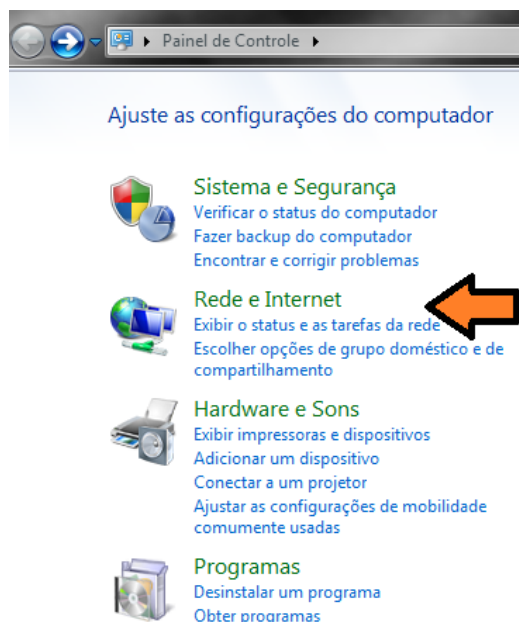 Painel de Controle
Ajuste as configurações do computador
Sistema e Segurança
Verificar o status do computador
Fazer backup do computador
Encontrar e corrigir problemas
Rede e Internet
Exibir o status e as tarefas da rede
Escolher opções de grupo doméstico e de
compartilhamento
Hardware e Sons
Exibir impressoras e dispositivos
Adicionar um dispositivo
Conectar a um projetor
Ajustar as configurações de mobilidade
comumente usadas
Programas
Desinstalar um programa
Obter programas